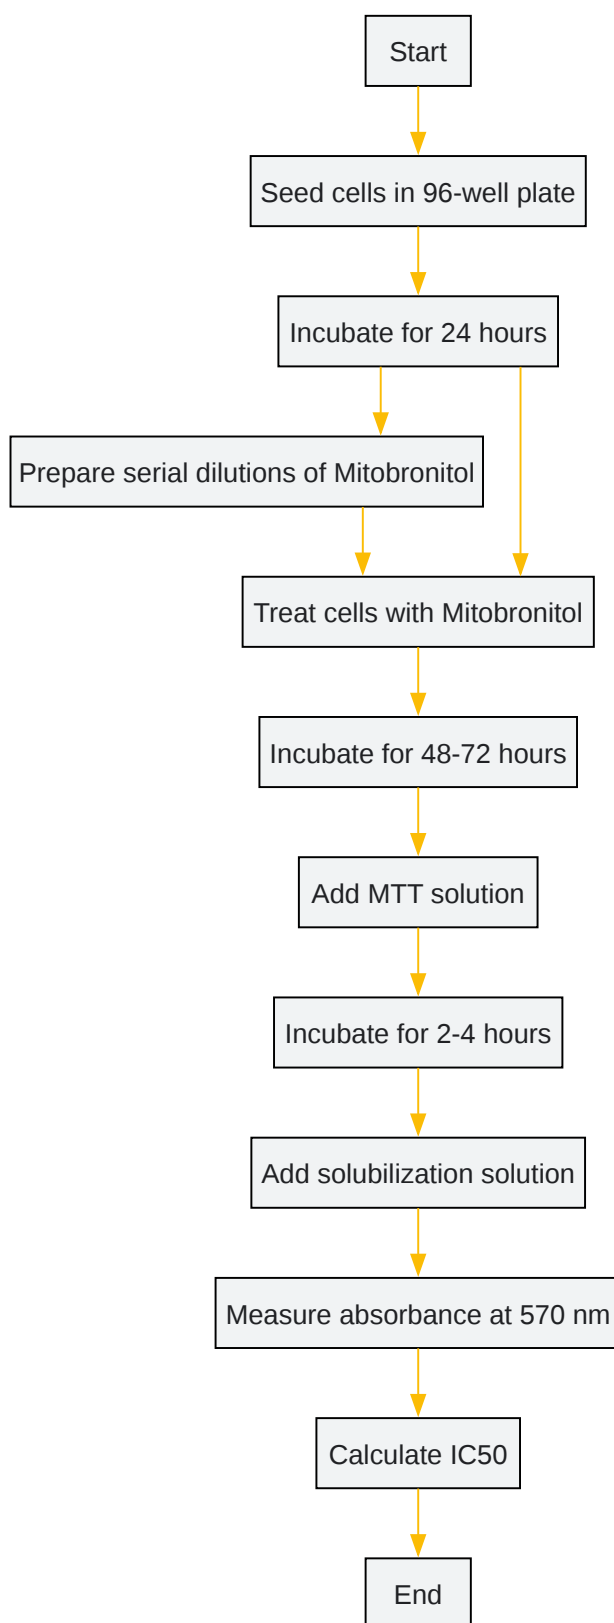 Start
Seed cells in 96-well plate
Incubate for 24 hours
Prepare serial dilutions of Mitobronitol
Treat cells with Mitobronitol
Incubate for 48-72 hours
Add MTT solution
Incubate for 2-4 hours
Add solubilization solution
Measure absorbance at 570 nm
Calculate IC50
End